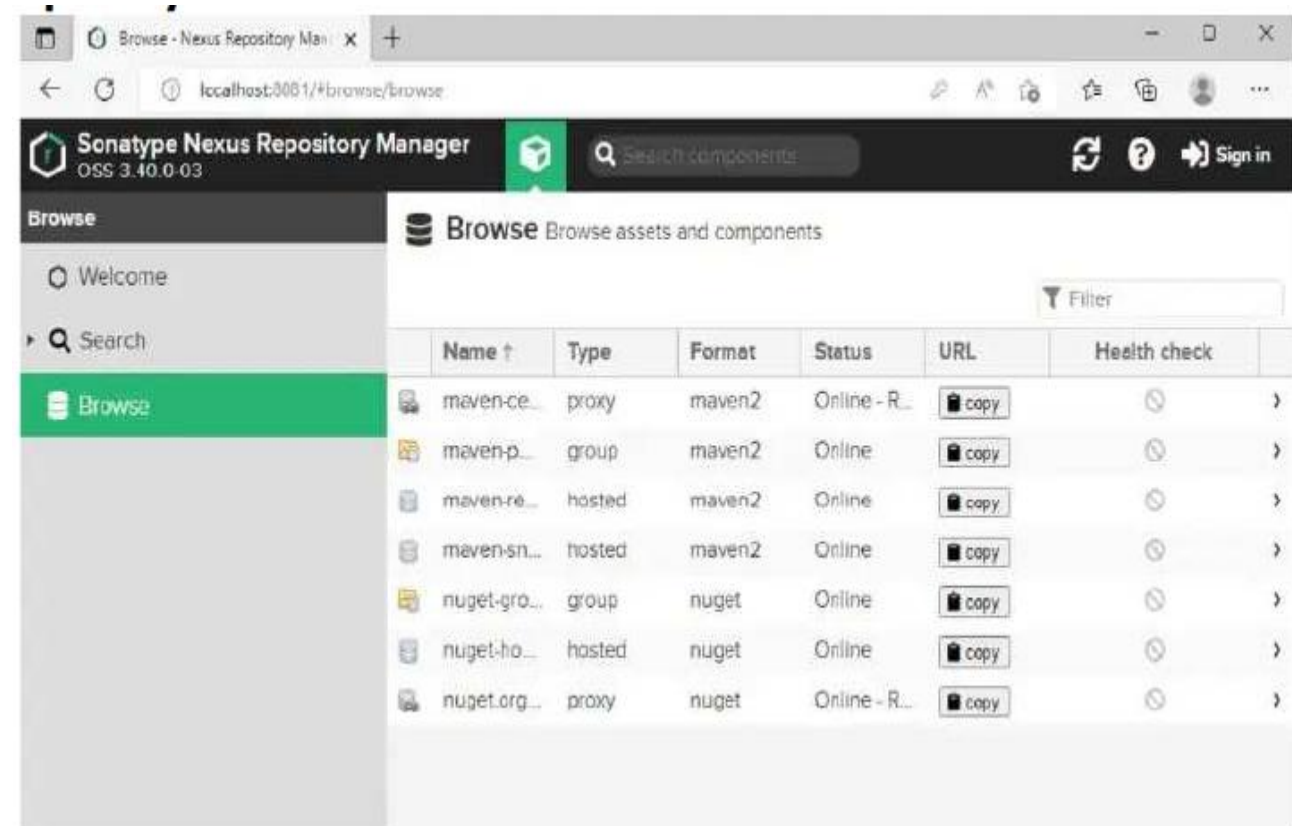 Browse - Nexus Repository Man
localhost:8081/#browse/browse
Sonatype Nexus Repository Manager
OSS 3.40.0-03
Search components
Sign in
Browse
Welcome
Search
Browse
Browse Browse assets and components
Filter
Name ↑ Type Format Status URL Health check
maven-ce... proxy maven2 Online - R... copy
maven-p... group maven2 Online copy
maven-re... hosted maven2 Online copy
maven-sn... hosted maven2 Online copy
nuget-gro... group nuget Online copy
nuget-ho... hosted nuget Online copy
nuget.org... proxy nuget Online - R... copy